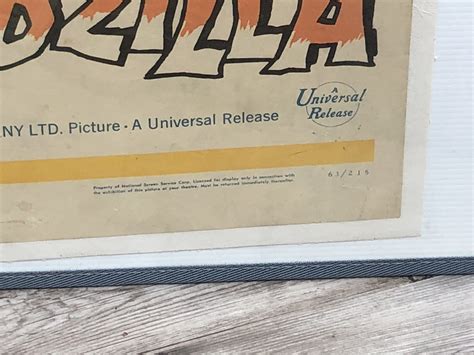 DZILLA
A
Universal
Release
NY LTD. Picture · A Universal Release
Property of National Screen Service Corp. Licensed for display only in connection with
the exhibition of this picture at your theatre. Must be returned immediately thereafter.
63/215